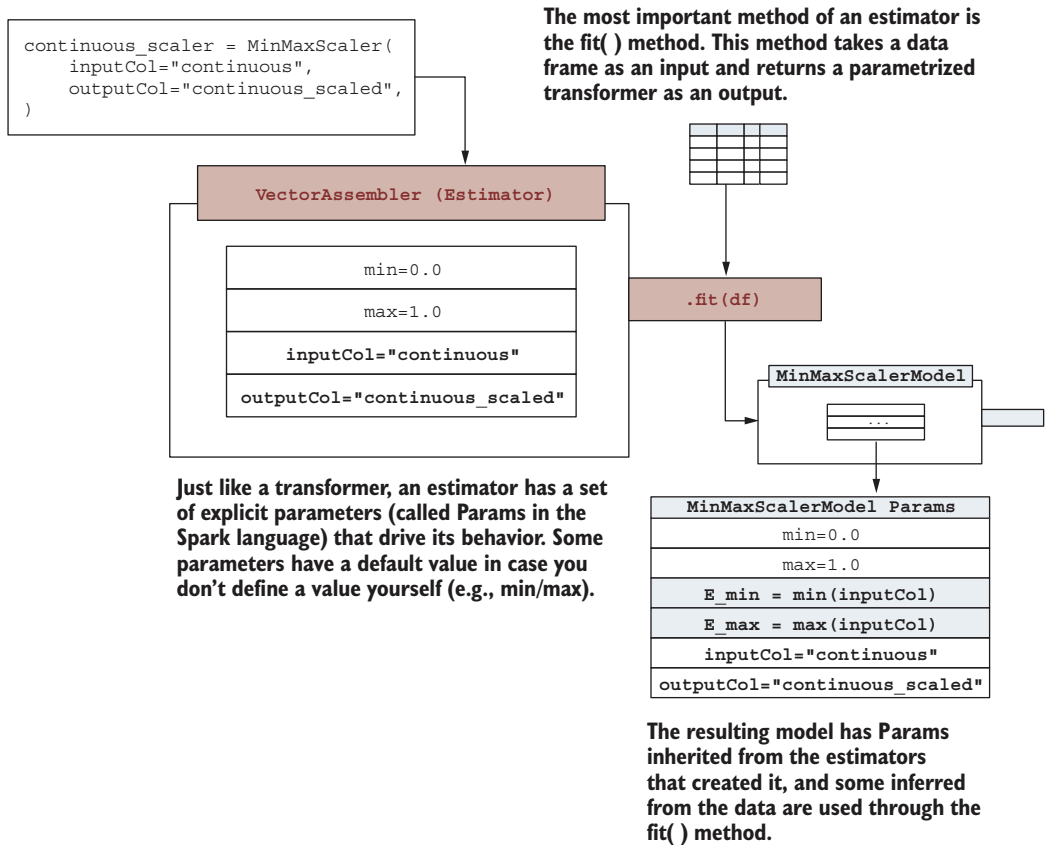 continuous_scaler = MinMaxScaler(
    inputCol="continuous",
    outputCol="continuous_scaled",
)
The most important method of an estimator is
the fit( ) method. This method takes a data
frame as an input and returns a parametrized
transformer as an output.
VectorAssembler (Estimator)
min=0.0
max=1.0
inputCol="continuous"
outputCol="continuous_scaled"
.fit(df)
MinMaxScalerModel
...
Just like a transformer, an estimator has a set
of explicit parameters (called Params in the
Spark language) that drive its behavior. Some
parameters have a default value in case you
don't define a value yourself (e.g., min/max).
MinMaxScalerModel Params
min=0.0
max=1.0
E_min = min(inputCol)
E_max = max(inputCol)
inputCol="continuous"
outputCol="continuous_scaled"
The resulting model has Params
inherited from the estimators
that created it, and some inferred
from the data are used through the
fit( ) method.